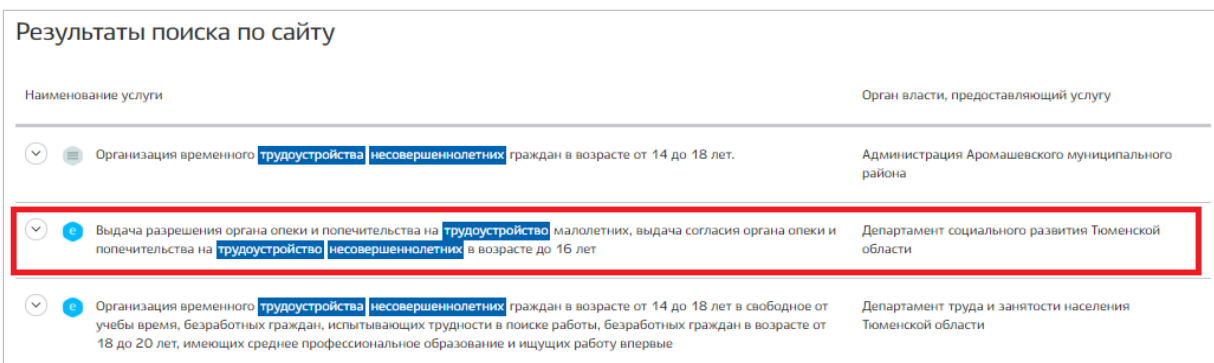 Результаты поиска по сайту
Наименование услуги
Орган власти, предоставляющий услугу
Организация временного трудоустройства несовершеннолетних граждан в возрасте от 14 до 18 лет.
Администрация Аромашевского муниципального
района
e
Выдача разрешения органа опеки и попечительства на трудоустройство малолетних, выдача согласия органа опеки и
попечительства на трудоустройство несовершеннолетних в возрасте до 16 лет
Департамент социального развития Тюменской
области
e
Организация временного трудоустройства несовершеннолетних граждан в возрасте от 14 до 18 лет в свободное от
учебы время, безработных граждан, испытывающих трудности в поиске работы, безработных граждан в возрасте от
18 до 20 лет, имеющих среднее профессиональное образование и ищущих работу впервые
Департамент труда и занятости населения
Тюменской области